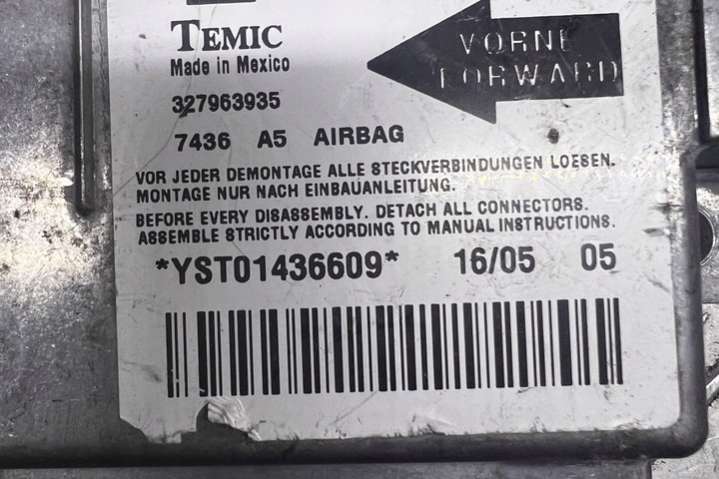 TEMIC
Made in Mexico
VORNE
FORWARD
327963935
7436 A5 AIRBAG
VOR JEDER DEMONTAGE ALLE STECKVERBINDUNGEN LOESEN.
MONTAGE NUR NACH EINBAUANLEITUNG.
BEFORE EVERY DISASSEMBLY. DETACH ALL CONNECTORS.
ASSEMBLE STRICTLY ACCORDING TO MANUAL INSTRUCTIONS.
*YST01436609* 16/05 05